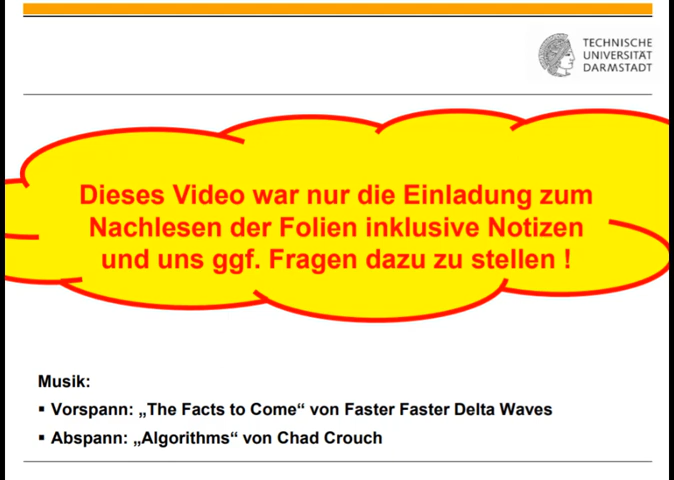 TECHNISCHE
UNIVERSITÄT
DARMSTADT
Dieses Video war nur die Einladung zum
Nachlesen der Folien inklusive Notizen
und uns ggf. Fragen dazu zu stellen !
Musik:
▪ Vorspann: „The Facts to Come“ von Faster Faster Delta Waves
▪ Abspann: „Algorithms“ von Chad Crouch